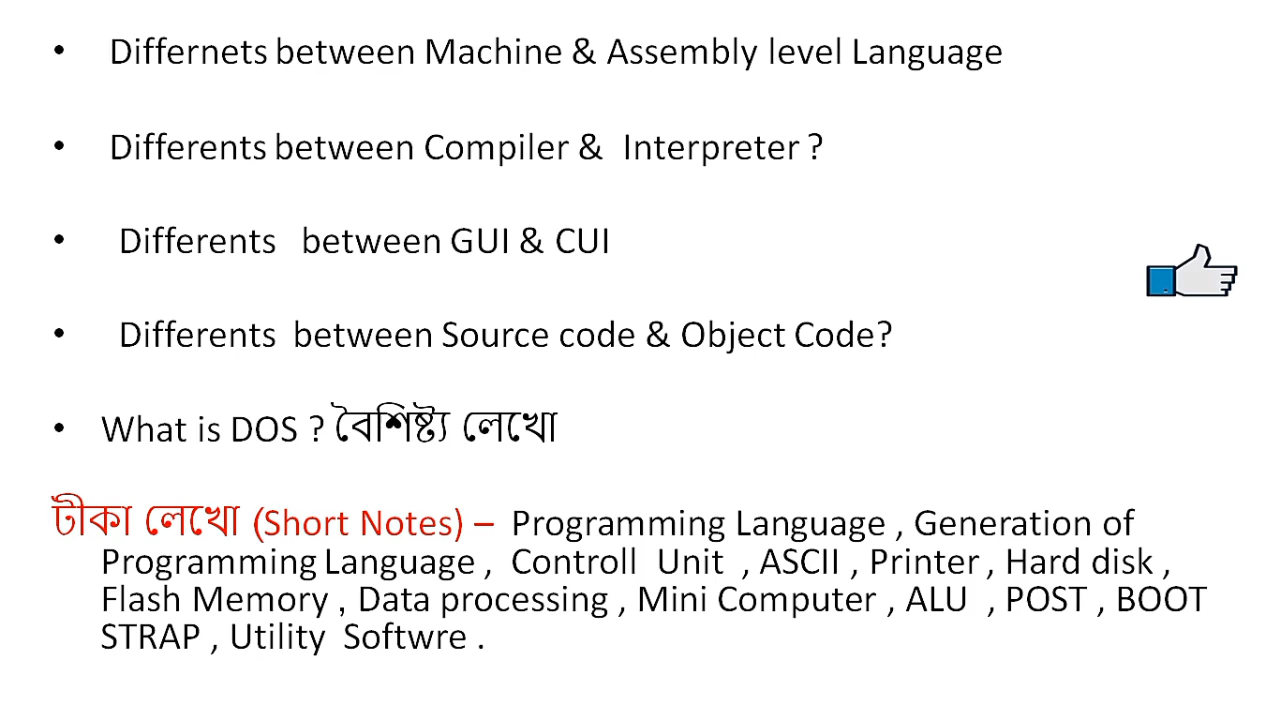 • Differnets between Machine & Assembly level Language
• Differents between Compiler & Interpreter ?
• Differents between GUI & CUI
• Differents between Source code & Object Code?
• What is DOS ? বৈশিষ্ট্য লেখো
টীকা লেখো (Short Notes) – Programming Language , Generation of
Programming Language , Controll Unit , ASCII , Printer , Hard disk ,
Flash Memory , Data processing , Mini Computer , ALU , POST , BOOT
STRAP , Utility Softwre .